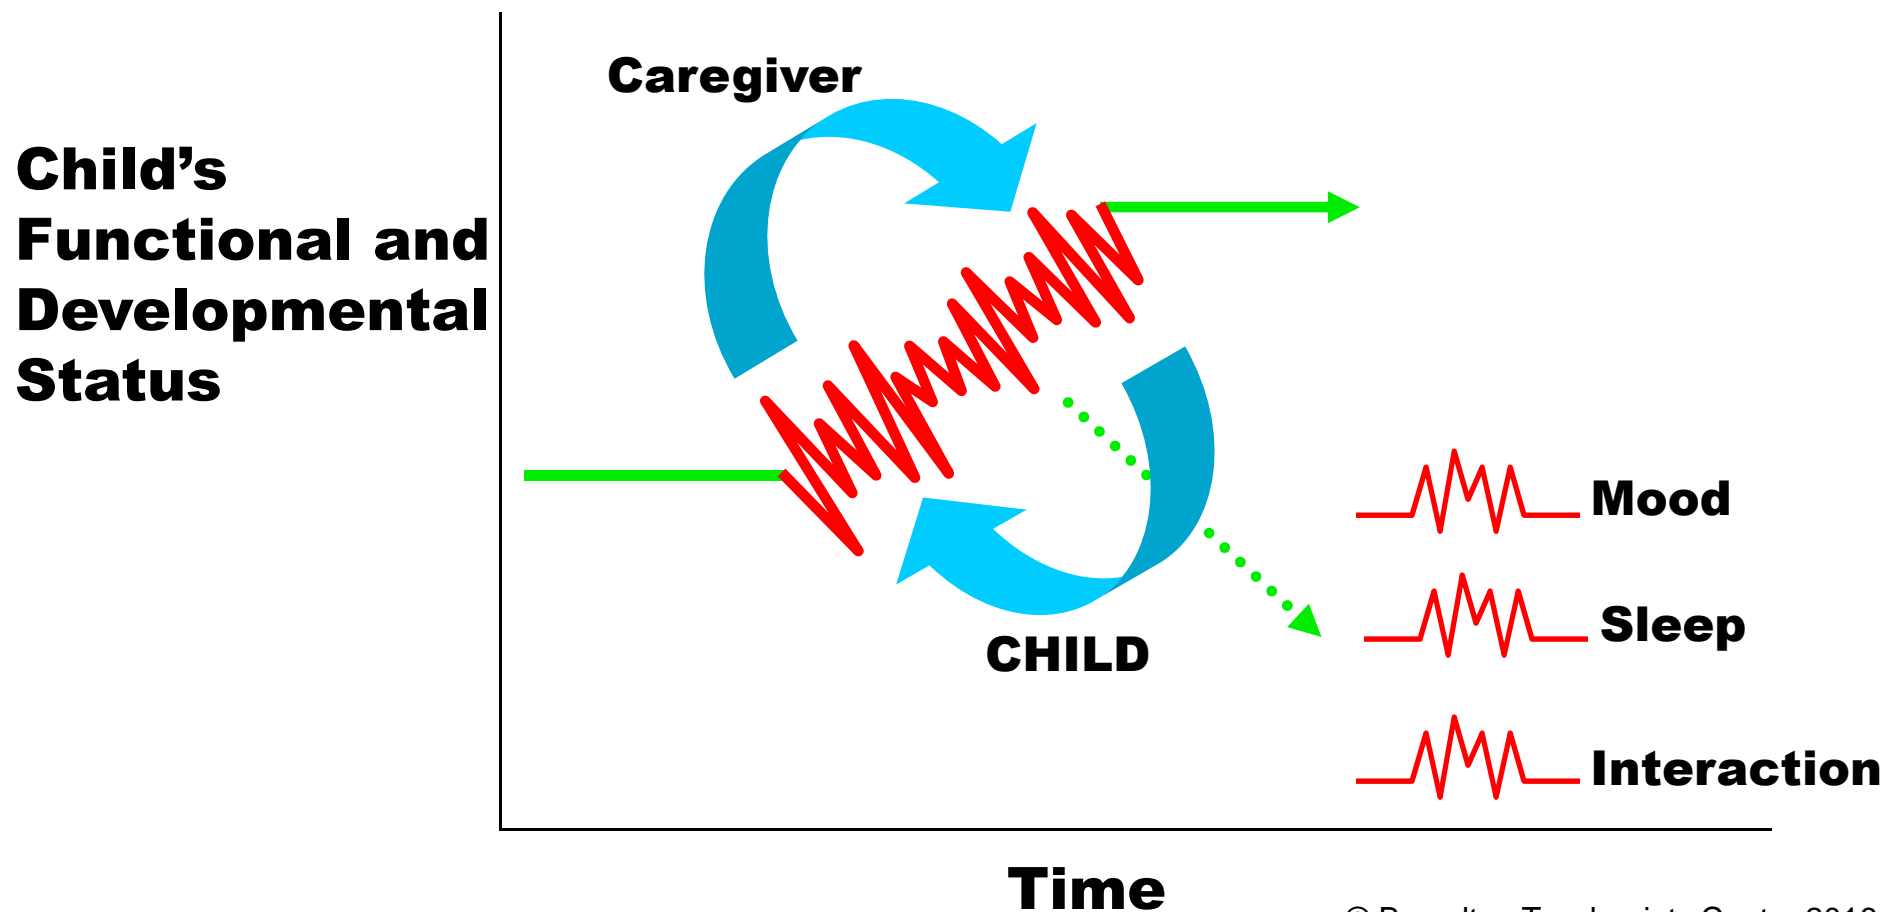 Caregiver
Child’s
Functional and
Developmental
Status
Mood
Sleep
CHILD
Interaction
Time